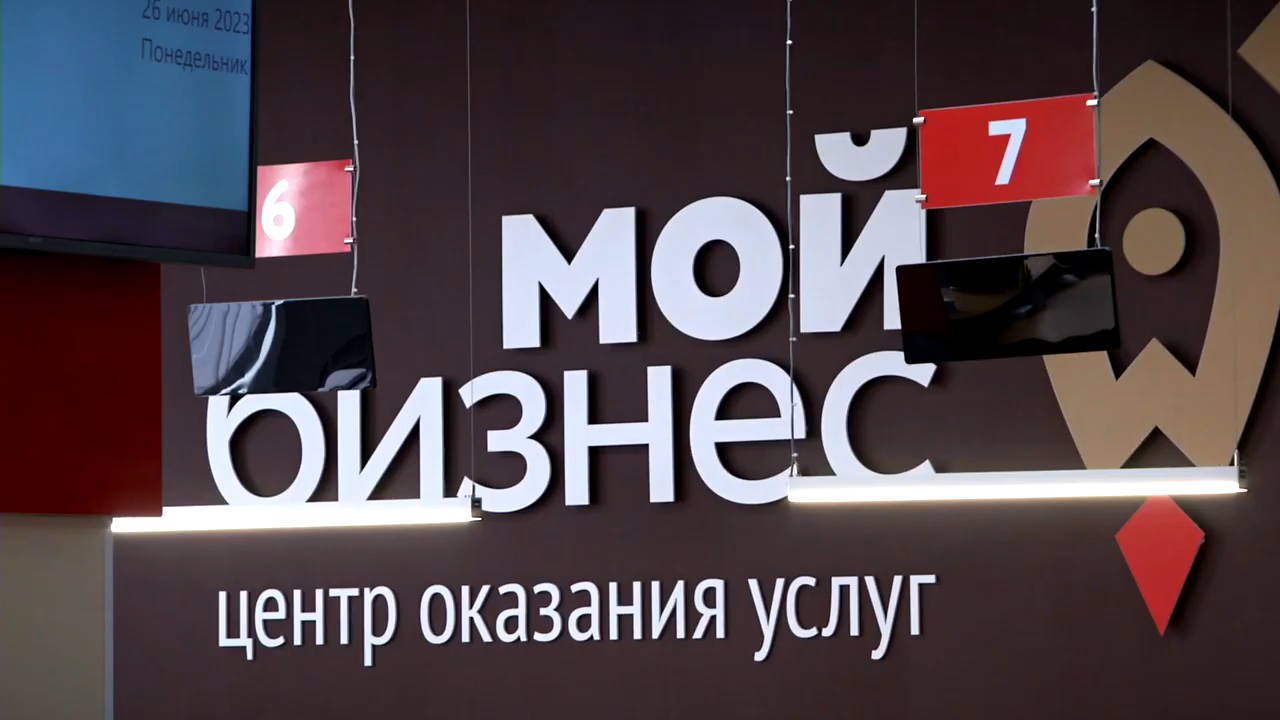 26 июня 2023
Понедельник
6
7
мой
бизнес
центр оказания услуг